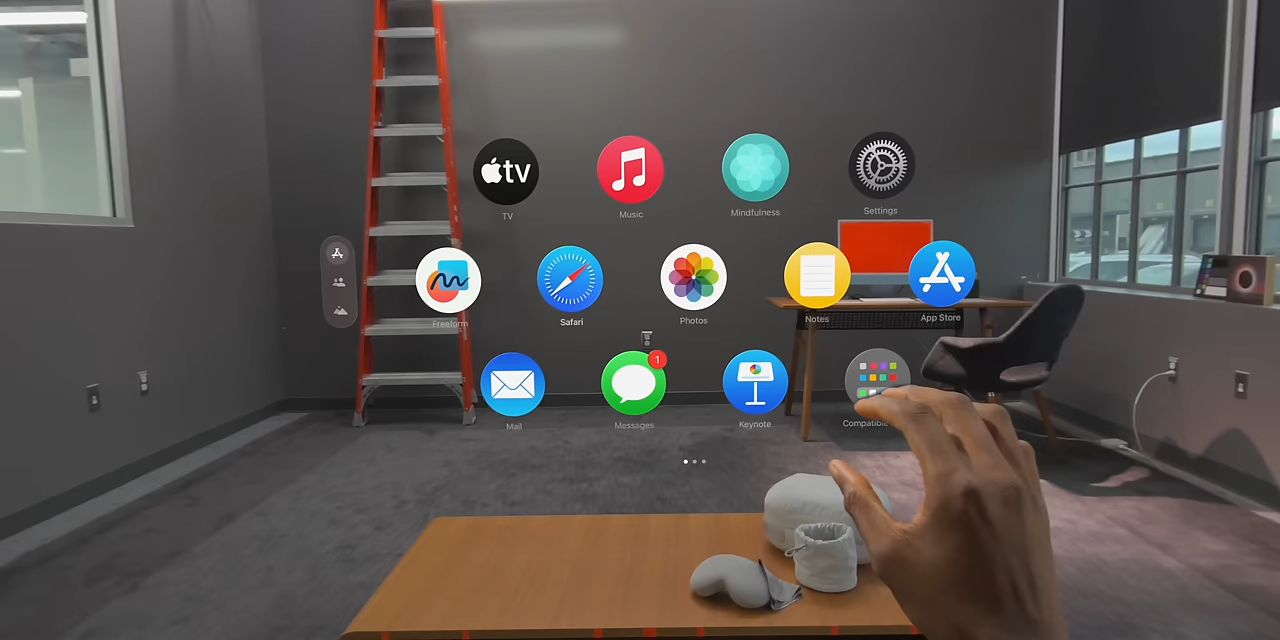 tv
TV
Music
Mindfulness
Settings
Freeform
Safari
Photos
Notes
App Store
1
Mail
Messages
Keynote
Compatible